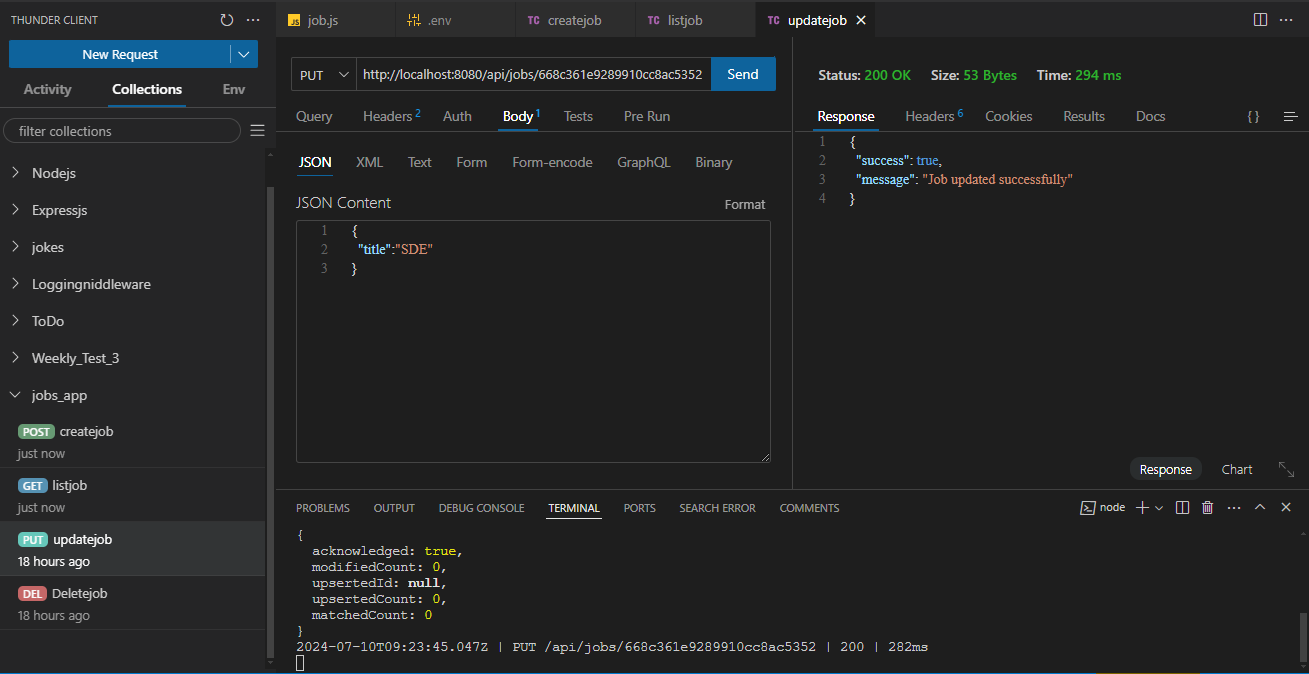 THUNDER CLIENT
New Request
Activity Collections Env
filter collections
Nodejs
Expressjs
jokes
Loggingniddleware
ToDo
Weekly_Test_3
jobs_app
POST createjob
just now
GET listjob
just now
PUT updatejob
18 hours ago
DEL Deletejob
18 hours ago
JS job.js .env TC createjob TC listjob TC updatejob
PUT http://localhost:8080/api/jobs/668c361e9289910cc8ac5352 Send
Query Headers 2 Auth Body 1 Tests Pre Run
JSON XML Text Form Form-encode GraphQL Binary
JSON Content Format
1 {
2 "title":"SDE"
3 }
Status: 200 OK Size: 53 Bytes Time: 294 ms
Response Headers 6 Cookies Results Docs { }
1 {
2 "success": true,
3 "message": "Job updated successfully"
4 }
Response Chart
PROBLEMS OUTPUT DEBUG CONSOLE TERMINAL PORTS SEARCH ERROR COMMENTS node
{
acknowledged: true,
modifiedCount: 0,
upsertedId: null,
upsertedCount: 0,
matchedCount: 0
}
2024-07-10T09:23:45.047Z | PUT /api/jobs/668c361e9289910cc8ac5352 | 200 | 282ms